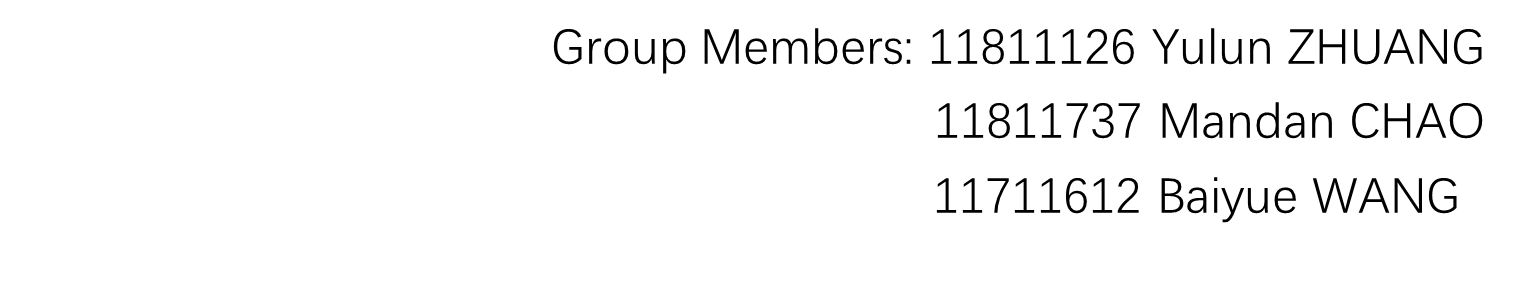 Group Members: 11811126 Yulun ZHUANG
11811737 Mandan CHAO
11711612 Baiyue WANG